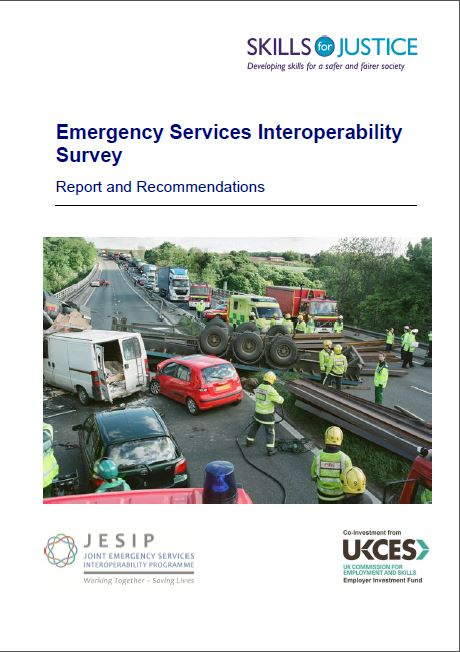 SKILLS for JUSTICE
Developing skills for a safer and fairer society
Emergency Services Interoperability
Survey
Report and Recommendations
JESIP
JOINT EMERGENCY SERVICES
INTEROPERABILITY PROGRAMME
Working Together – Saving Lives
Co-Investment from
UKCES
UK COMMISSION FOR
EMPLOYMENT AND SKILLS
Employer Investment Fund